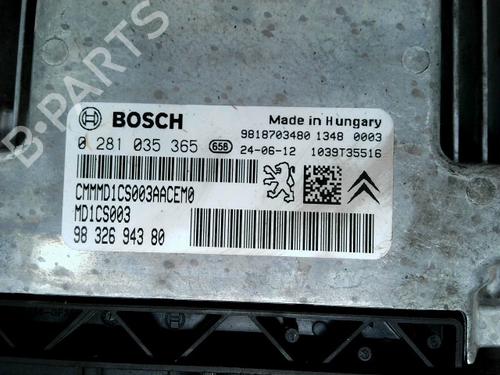 B-PARTS
BOSCH
Made in Hungary
9818703480 1348 0003
0 281 035 365 658 24-06-12 1039T35516
CMMMD1CS003AACEM0
MD1CS003
98 326 943 80